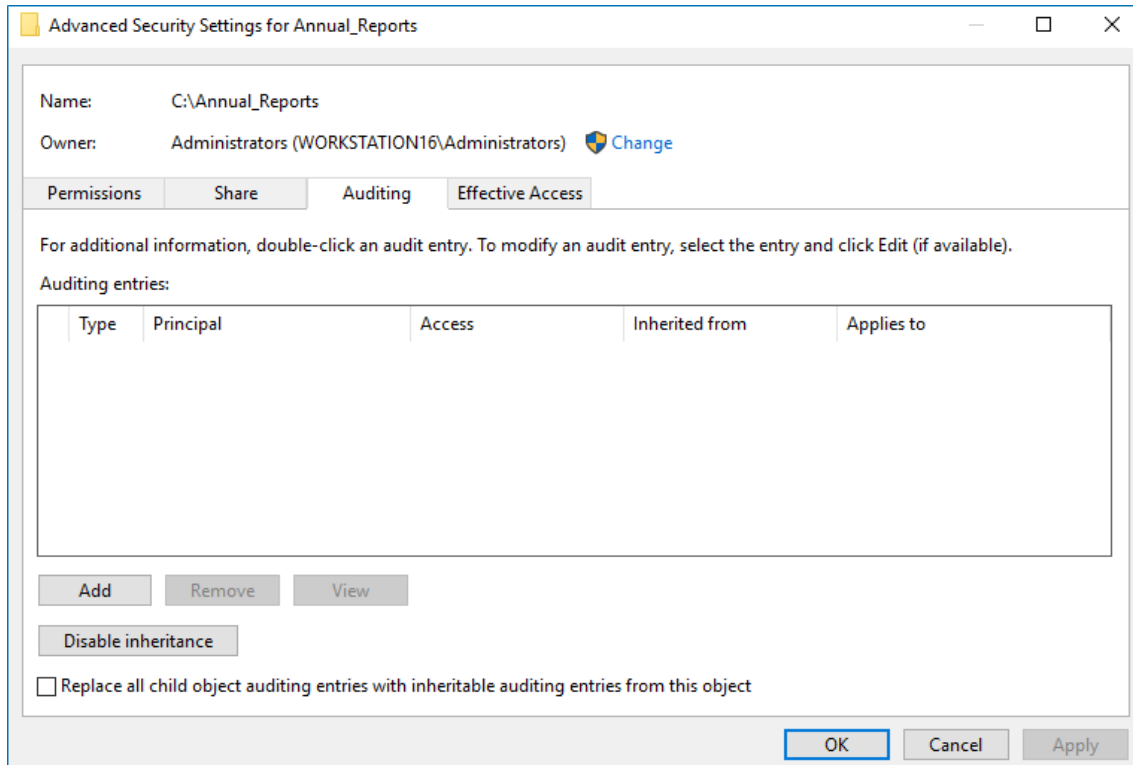 Advanced Security Settings for Annual_Reports
Name: C:\Annual_Reports
Owner: Administrators (WORKSTATION16\Administrators) Change
Permissions Share Auditing Effective Access
For additional information, double-click an audit entry. To modify an audit entry, select the entry and click Edit (if available).
Auditing entries:
Type Principal Access Inherited from Applies to
Add Remove View
Disable inheritance
Replace all child object auditing entries with inheritable auditing entries from this object
OK Cancel Apply